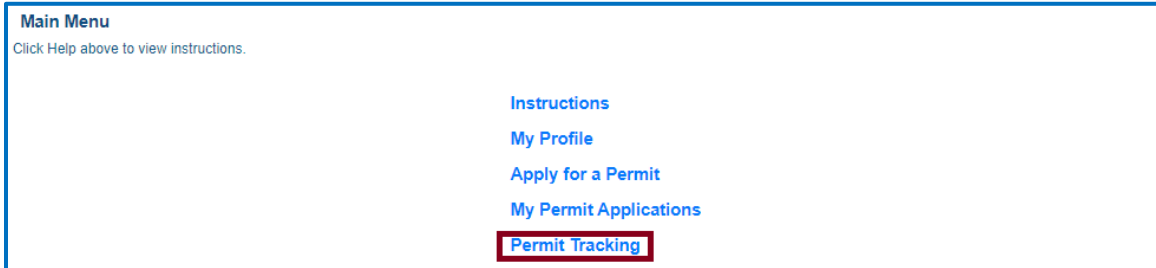 Main Menu
Click Help above to view instructions.
Instructions
My Profile
Apply for a Permit
My Permit Applications
Permit Tracking